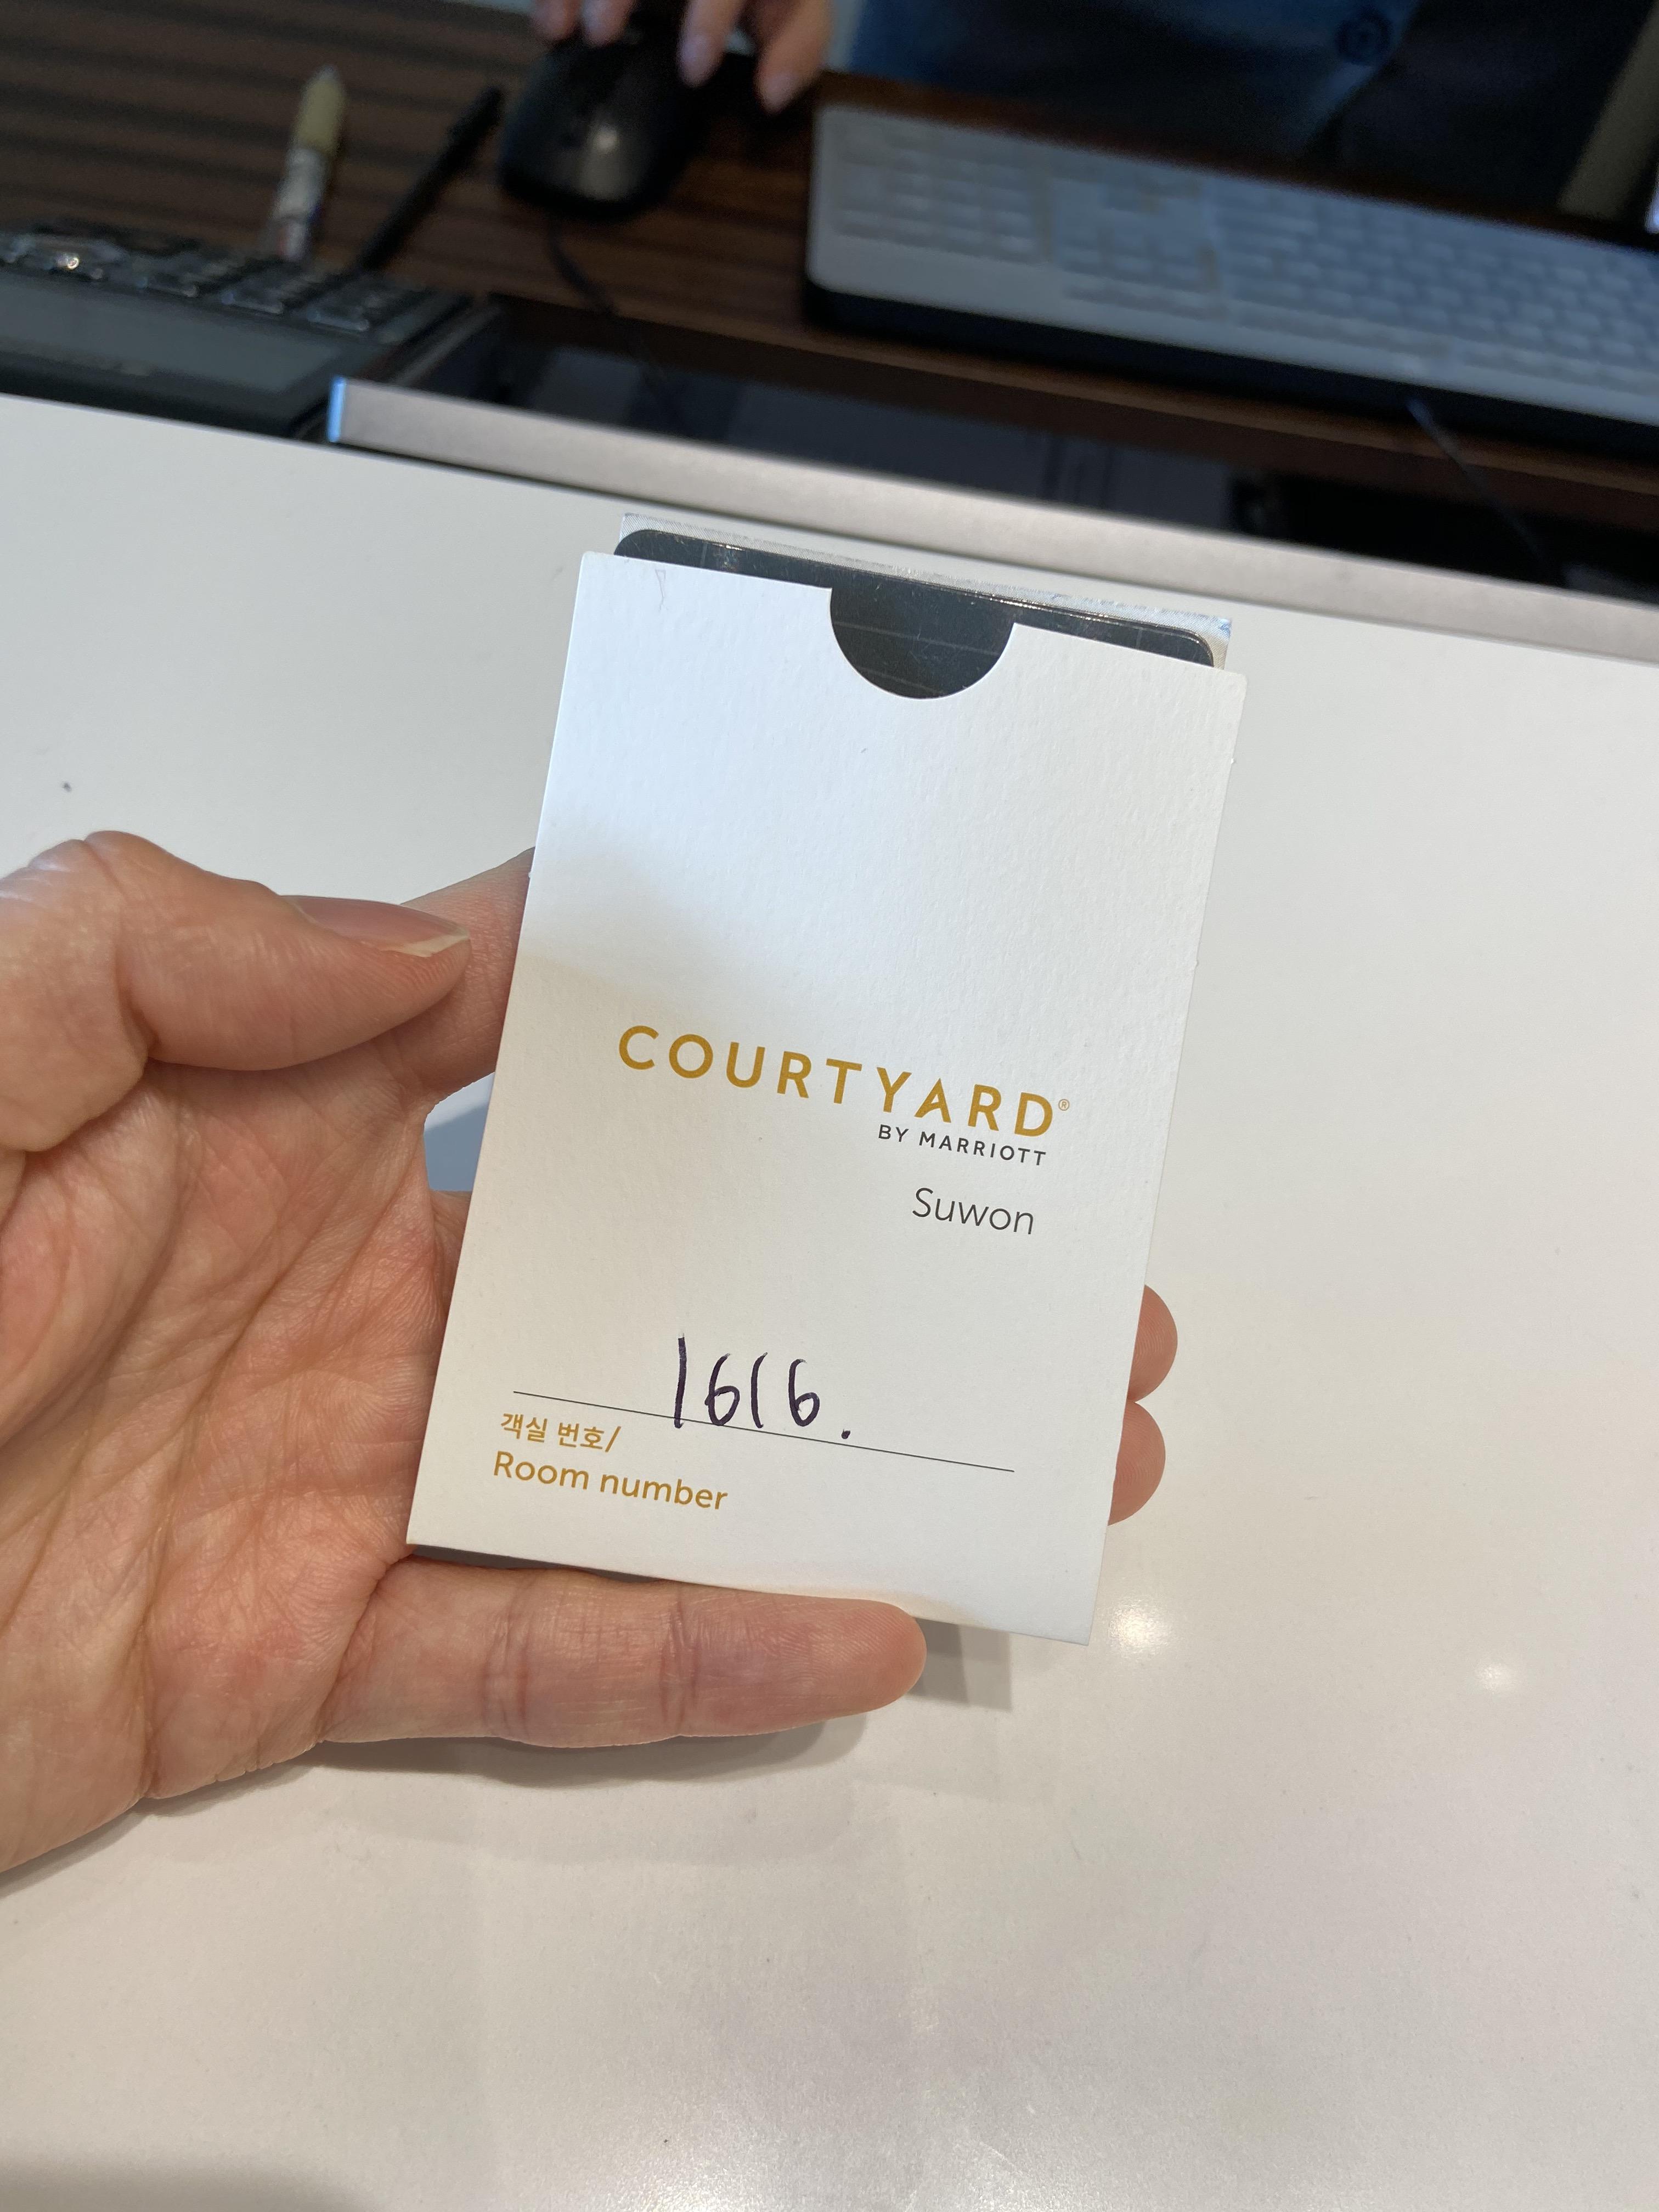 COURTYARD®
BY MARRIOTT
Suwon
1616.
객실 번호/
Room number